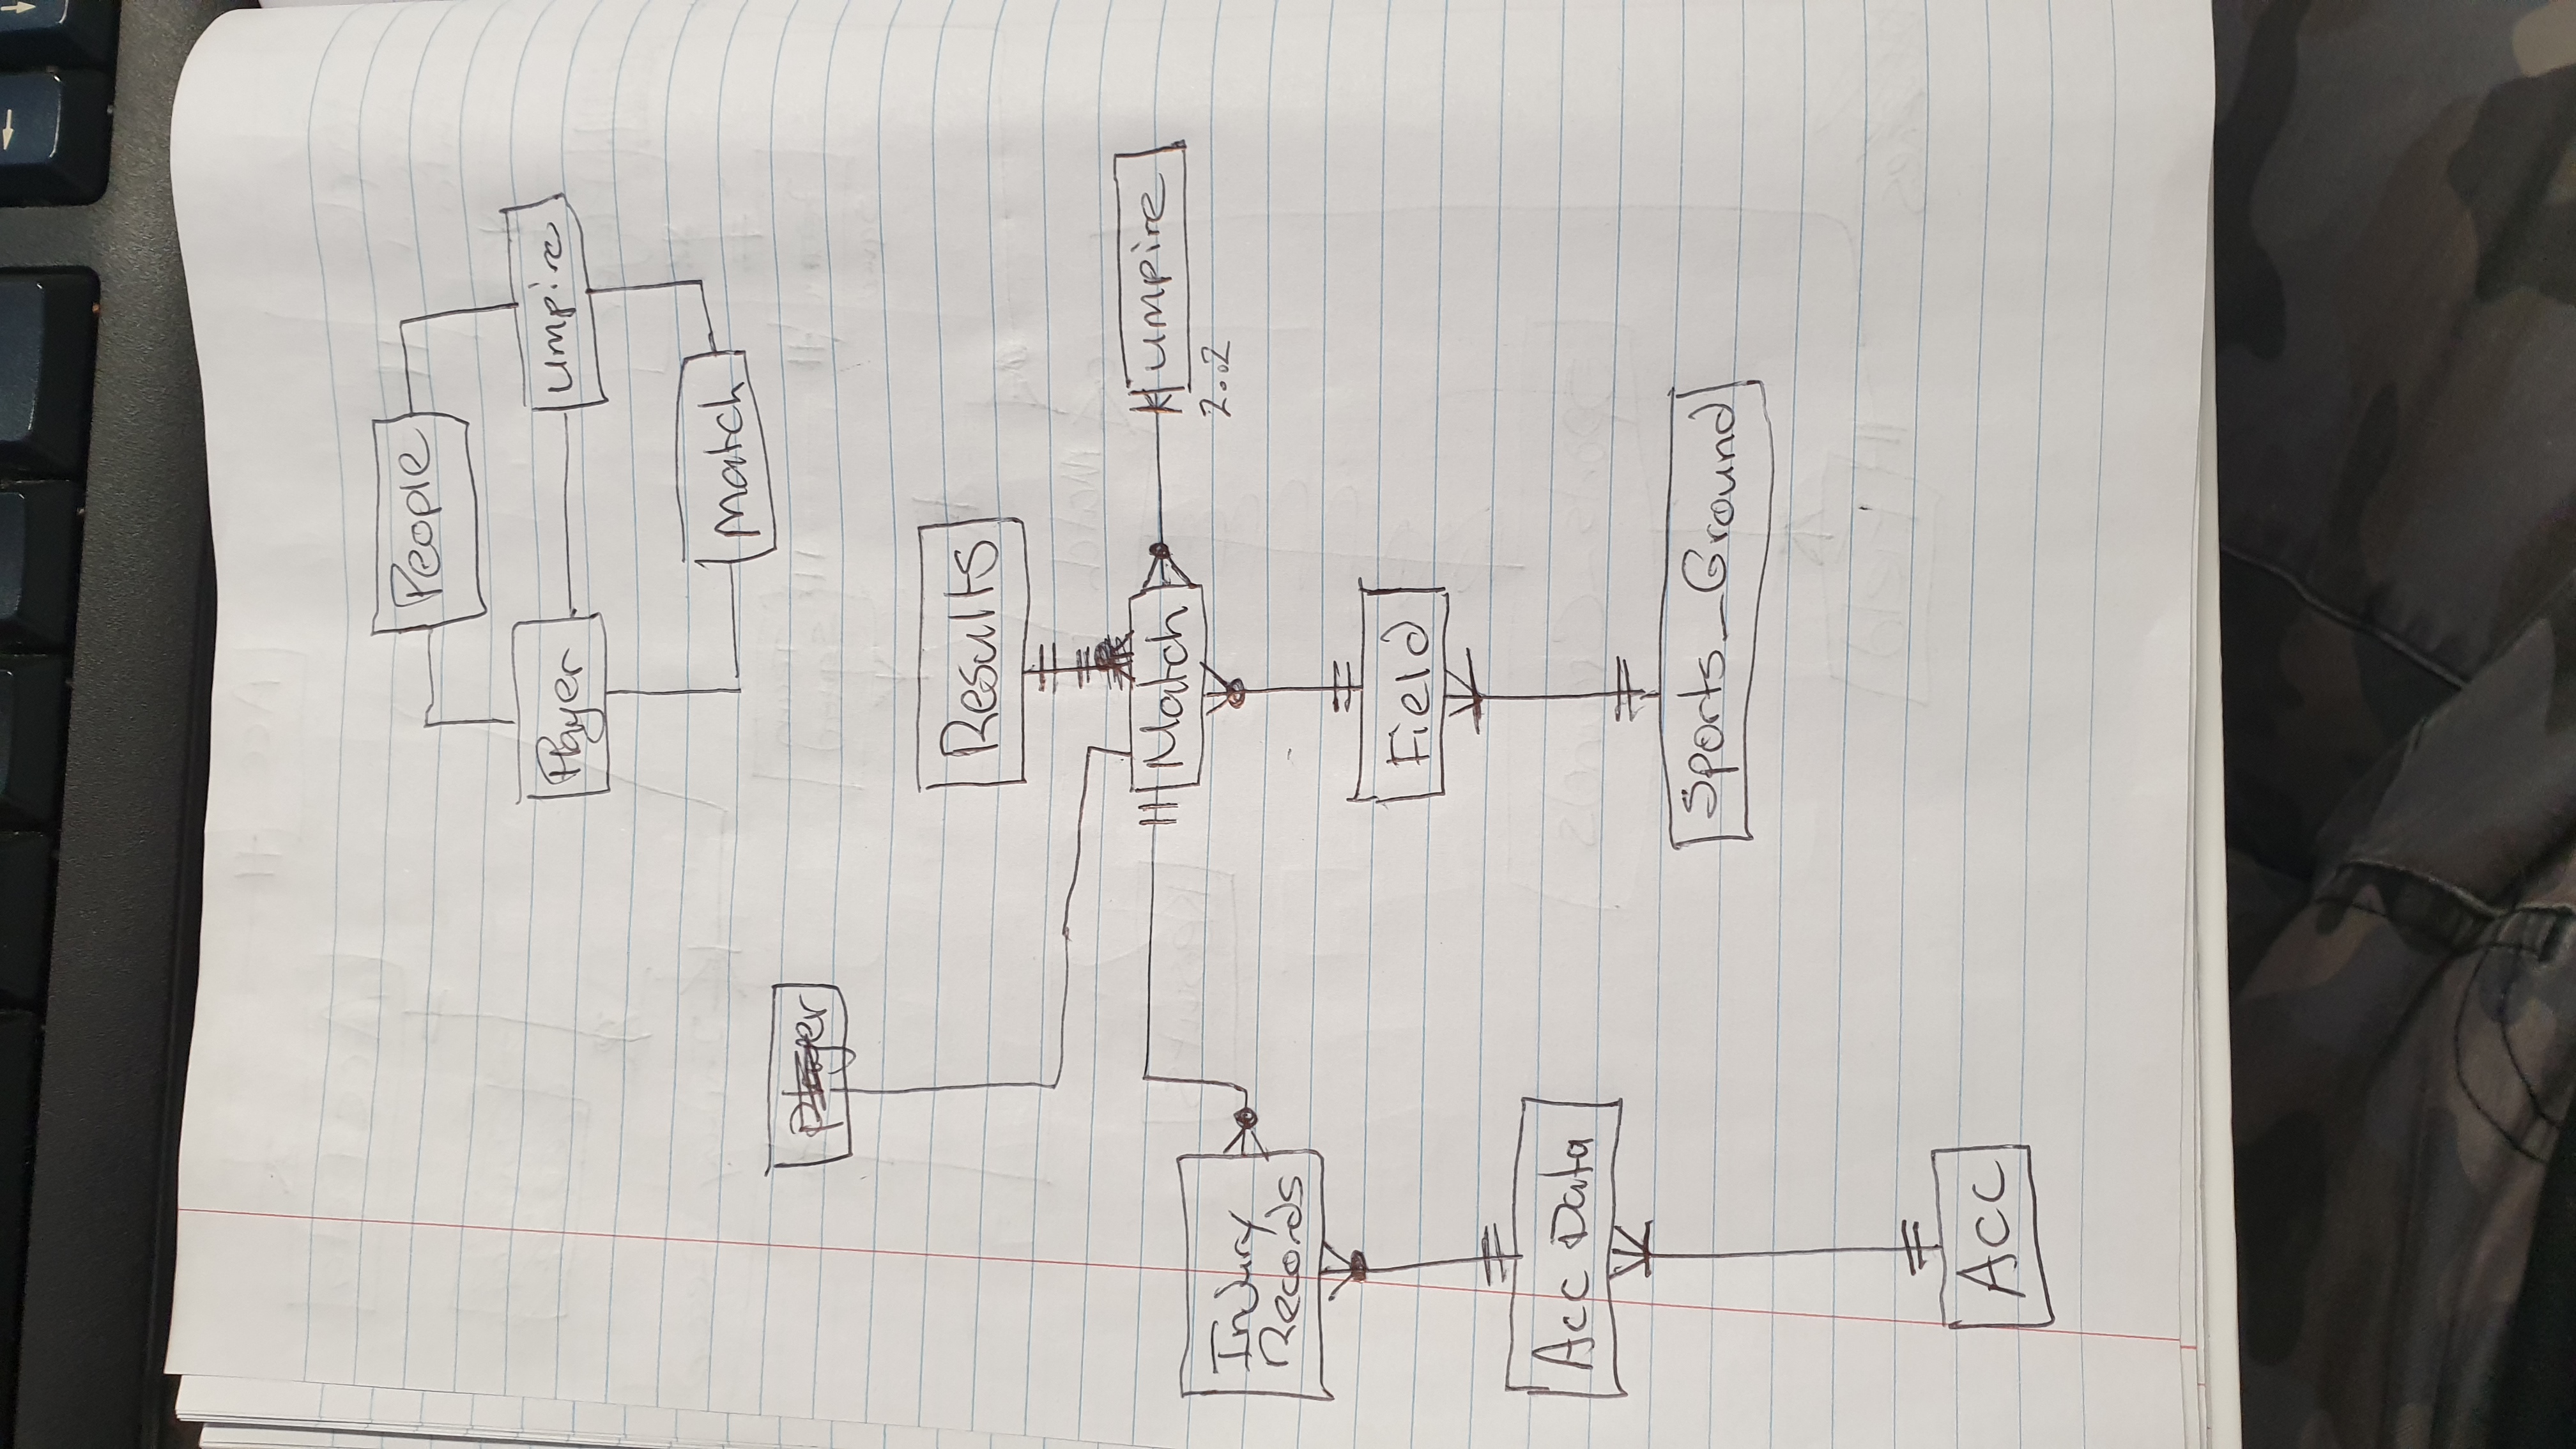 People
Player
umpire
Match
Player
Results
Match
umpire
2..2
Injury
Records
Field
Acc Data
Sports_Ground
Acc